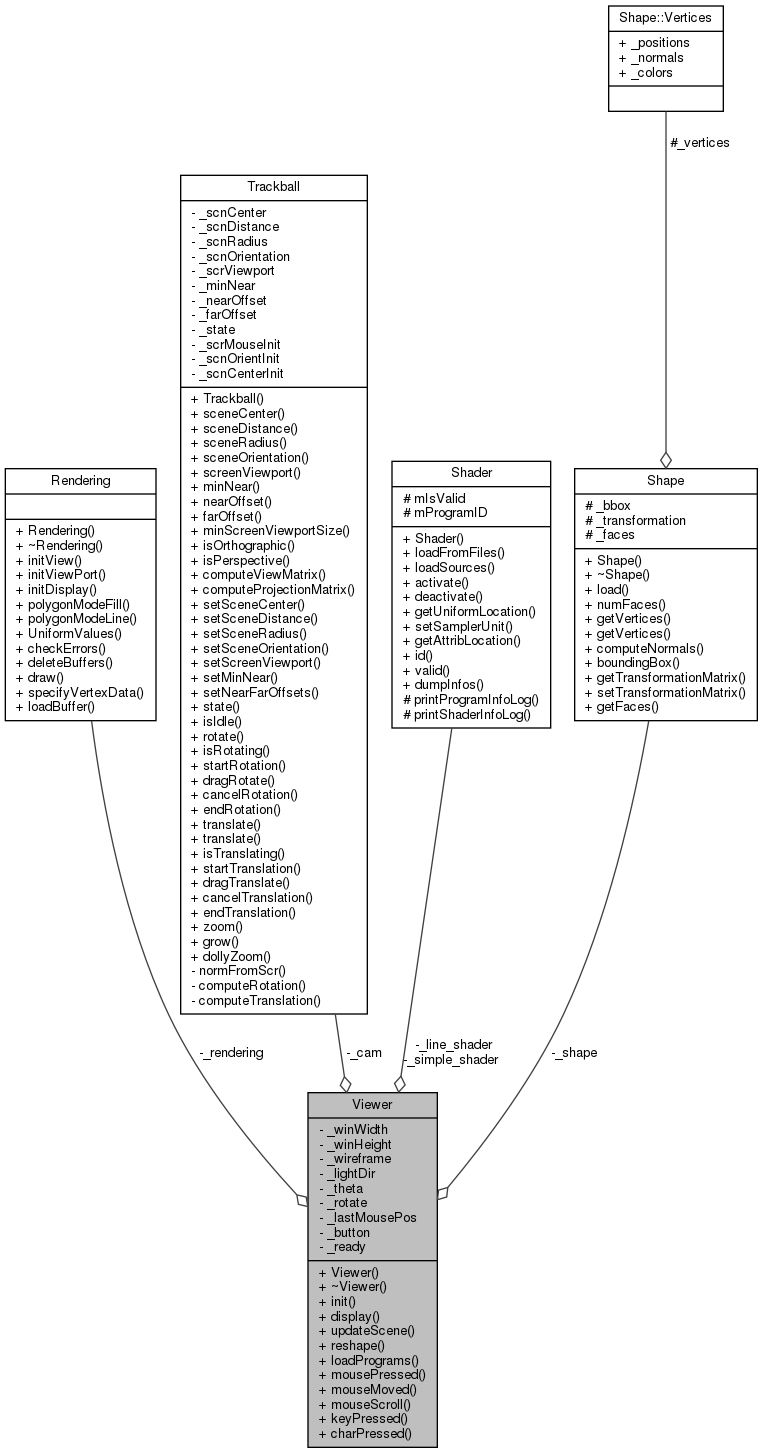 Shape::Vertices
+ _positions
+ _normals
+ _colors
#_vertices
Trackball
- _scnCenter
- _scnDistance
- _scnRadius
- _scnOrientation
- _scrViewport
- _minNear
- _nearOffset
- _farOffset
- _state
- _scrMouseInit
- _scnOrientInit
- _scnCenterInit
+ Trackball()
+ sceneCenter()
+ sceneDistance()
+ sceneRadius()
+ sceneOrientation()
+ screenViewport()
+ minNear()
+ nearOffset()
+ farOffset()
+ minScreenViewportSize()
+ isOrthographic()
+ isPerspective()
+ computeViewMatrix()
+ computeProjectionMatrix()
+ setSceneCenter()
+ setSceneDistance()
+ setSceneRadius()
+ setSceneOrientation()
+ setScreenViewport()
+ setMinNear()
+ setNearFarOffsets()
+ state()
+ isIdle()
+ rotate()
+ isRotating()
+ startRotation()
+ dragRotate()
+ cancelRotation()
+ endRotation()
+ translate()
+ translate()
+ isTranslating()
+ startTranslation()
+ dragTranslate()
+ cancelTranslation()
+ endTranslation()
+ zoom()
+ grow()
+ dollyZoom()
- normFromScr()
- computeRotation()
- computeTranslation()
Rendering
+ Rendering()
+ ~Rendering()
+ initView()
+ initViewPort()
+ initDisplay()
+ polygonModeFill()
+ polygonModeLine()
+ UniformValues()
+ checkErrors()
+ deleteBuffers()
+ draw()
+ specifyVertexData()
+ loadBuffer()
Shader
# mIsValid
# mProgramID
+ Shader()
+ loadFromFiles()
+ loadSources()
+ activate()
+ deactivate()
+ getUniformLocation()
+ setSamplerUnit()
+ getAttribLocation()
+ id()
+ valid()
+ dumpInfos()
# printProgramInfoLog()
# printShaderInfoLog()
Shape
# _bbox
# _transformation
# _faces
+ Shape()
+ ~Shape()
+ load()
+ numFaces()
+ getVertices()
+ getVertices()
+ computeNormals()
+ boundingBox()
+ getTransformationMatrix()
+ setTransformationMatrix()
+ getFaces()
-_rendering
-_cam
-_line_shader
-_simple_shader
-_shape
Viewer
- _winWidth
- _winHeight
- _wireframe
- _lightDir
- _theta
- _rotate
- _lastMousePos
- _button
- _ready
+ Viewer()
+ ~Viewer()
+ init()
+ display()
+ updateScene()
+ reshape()
+ loadPrograms()
+ mousePressed()
+ mouseMoved()
+ mouseScroll()
+ keyPressed()
+ charPressed()